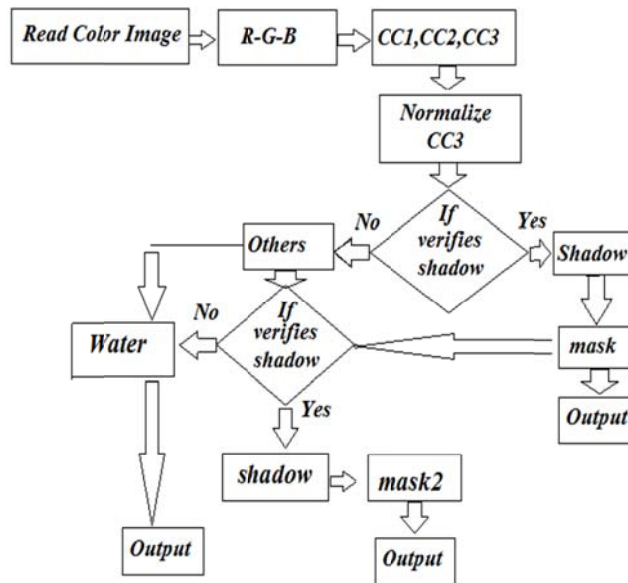 Read Color Image
R-G-B
CC1,CC2,CC3
Normalize
CC3
If
verifies
shadow
No
Yes
Others
Shadow
If
verifies
shadow
No
Water
mask
Yes
Output
shadow
mask2
Output
Output